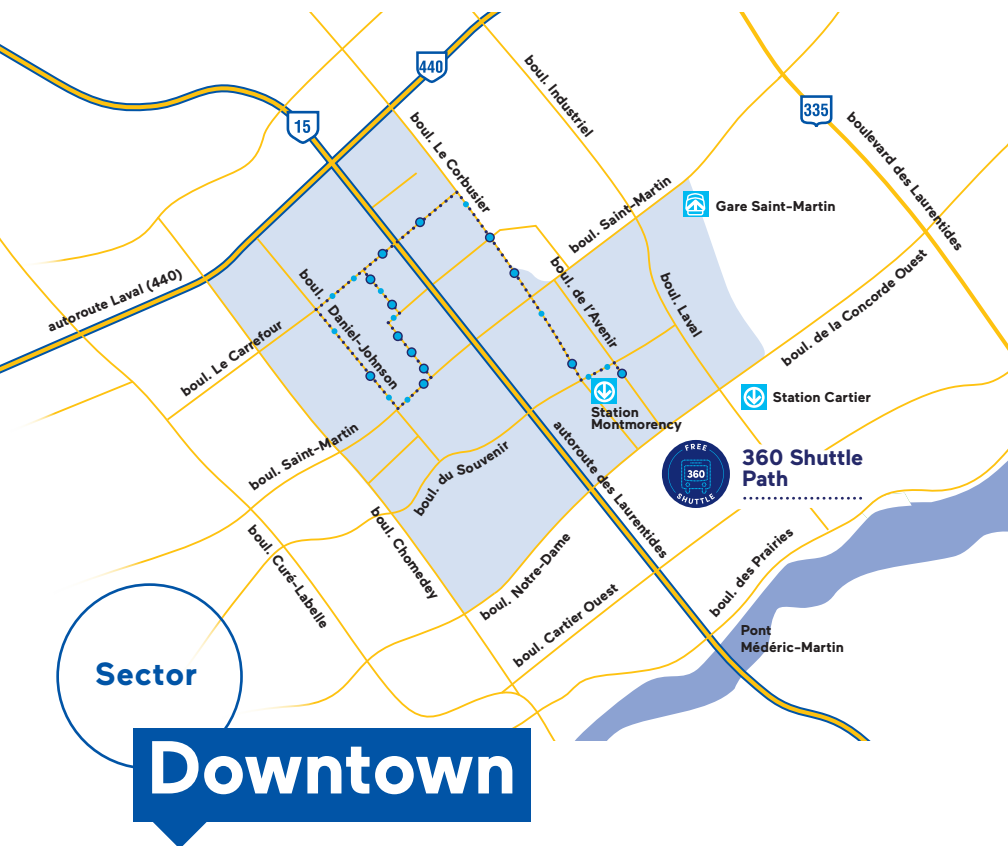 440
15
335
boul. Industriel
boul. Le Corbusier
boulevard des Laurentides
boul. Saint-Martin
Gare Saint-Martin
autoroute Laval (440)
boul. Daniel-Johnson
boul. de l'Avenir
boul. Laval
boul. de la Concorde Ouest
boul. Le Carrefour
Station
Montmorency
Station Cartier
boul. Saint-Martin
boul. du Souvenir
autoroute des Laurentides
FREE
360
SHUTTLE
360 Shuttle
Path
boul. Curé-Labelle
boul. Chomedey
boul. Notre-Dame
boul. Cartier Ouest
boul. des Prairies
Pont
Médéric-Martin
Sector
Downtown